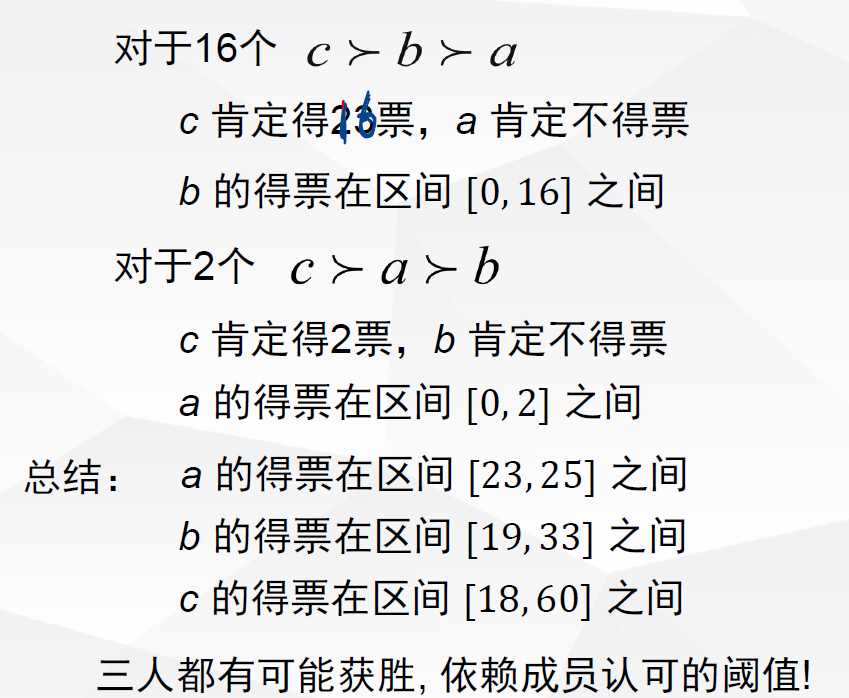 对于16个 c ≻ b ≻ a
c 肯定得16票，a 肯定不得票
b 的得票在区间 [0, 16] 之间
对于2个 c ≻ a ≻ b
c 肯定得2票，b 肯定不得票
a 的得票在区间 [0, 2] 之间
总结： a 的得票在区间 [23, 25] 之间
b 的得票在区间 [19, 33] 之间
c 的得票在区间 [18, 60] 之间
三人都有可能获胜, 依赖成员认可的阈值!